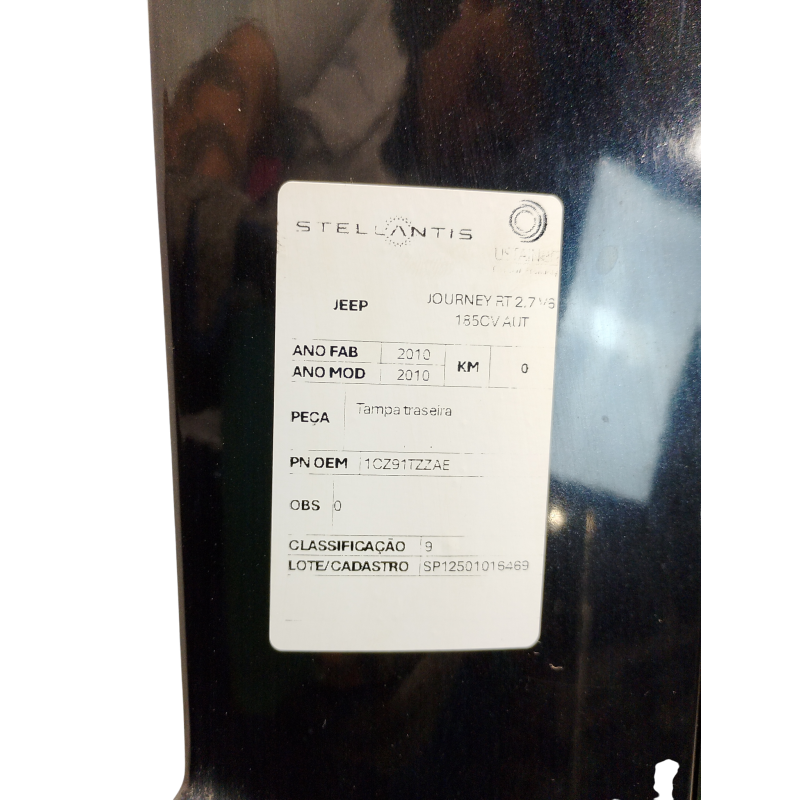 STELLANTIS
JEEP
JOURNEY RT 2.7 V6
185CV AUT
ANO FAB 2010
ANO MOD 2010
KM 0
PEÇA Tampa traseira
PN OEM 1CZ91TZZAE
OBS 0
CLASSIFICAÇÃO 9
LOTE/CADASTRO SP12501016469